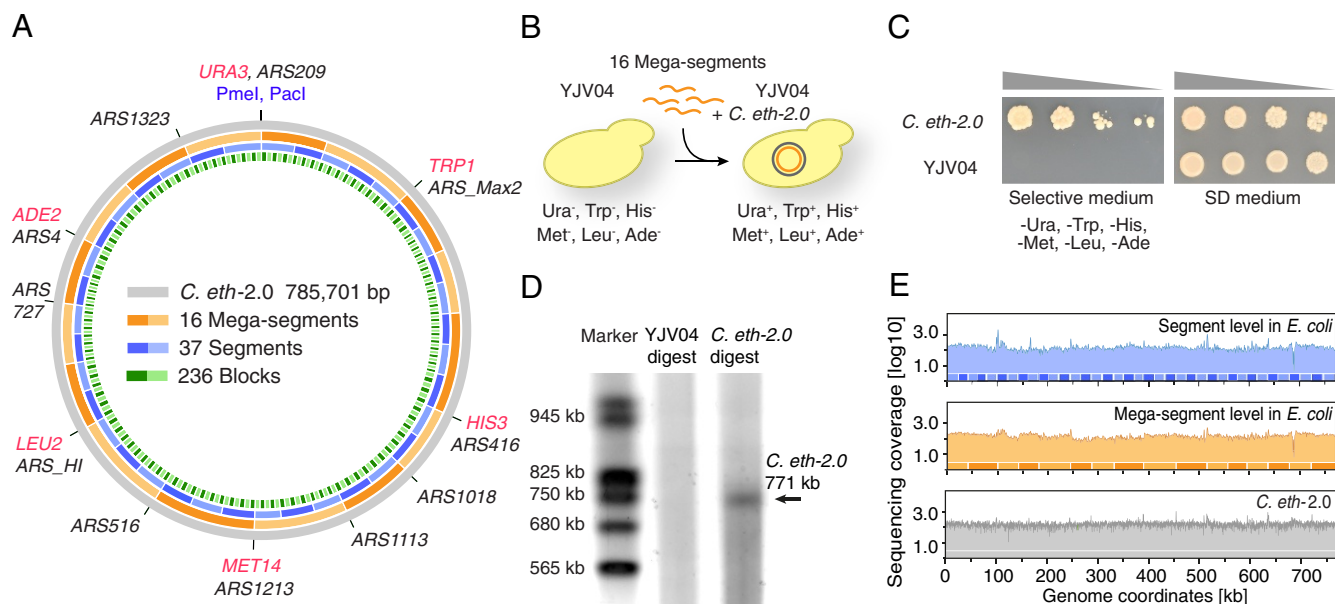 A
URA3, ARS209
PmeI, PacI
ARS1323
TRP1
ARS_Max2
ADE2
ARS4
ARS
727
C. eth-2.0 785,701 bp
16 Mega-segments
37 Segments
236 Blocks
HIS3
ARS416
LEU2
ARS_HI
ARS1018
ARS516
ARS1113
MET14
ARS1213
B
16 Mega-segments
YJV04
YJV04
+ C. eth-2.0
Ura-, Trp-, His-
Met-, Leu-, Ade-
Ura+, Trp+, His+
Met+, Leu+, Ade+
C
C. eth-2.0
YJV04
Selective medium
SD medium
-Ura, -Trp, -His,
-Met, -Leu, -Ade
D
Marker
YJV04
digest
C. eth-2.0
digest
945 kb
825 kb
750 kb
680 kb
565 kb
C. eth-2.0
771 kb
E
Sequencing coverage [log10]
Segment level in E. coli
3.0
1.0
Mega-segment level in E. coli
3.0
1.0
C. eth-2.0
3.0
1.0
0 100 200 300 400 500 600 700
Genome coordinates [kb]